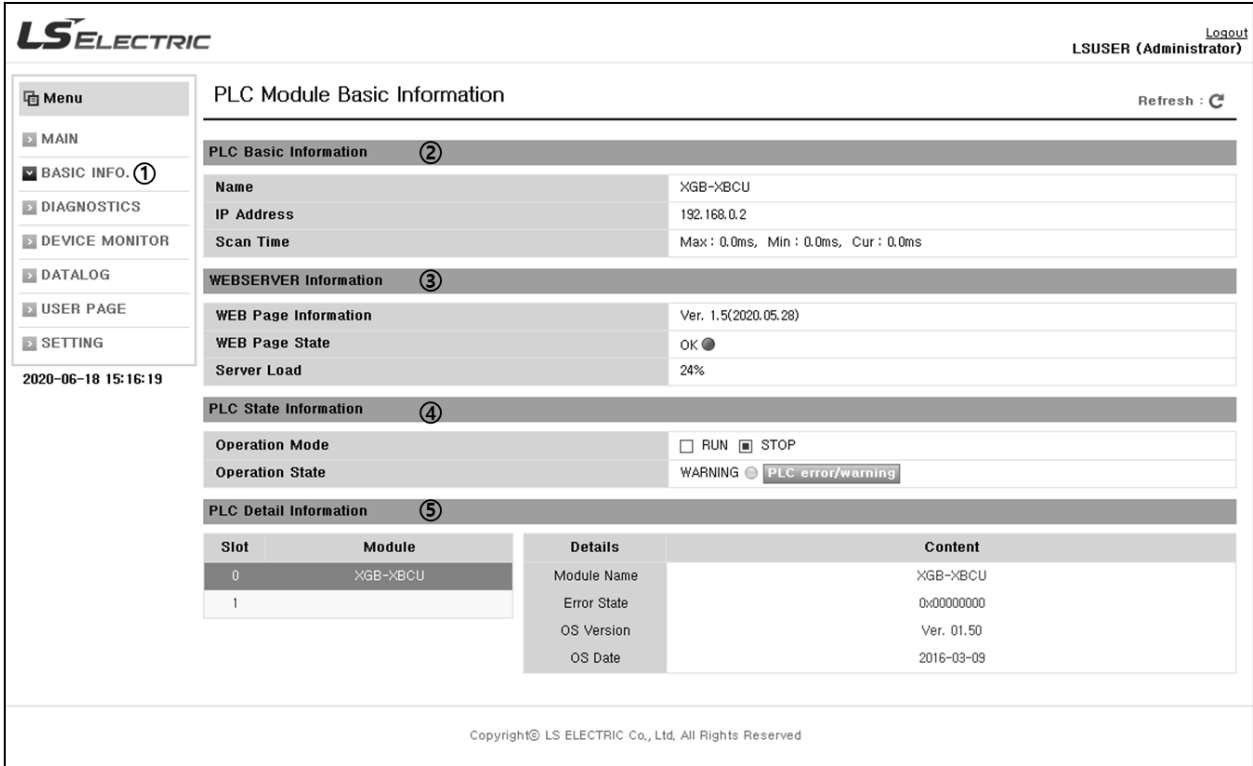 LS ELECTRIC
Logout
LSUSER (Administrator)
Menu
MAIN
BASIC INFO. ①
DIAGNOSTICS
DEVICE MONITOR
DATALOG
USER PAGE
SETTING
2020-06-18 15:16:19
PLC Module Basic Information
Refresh :
PLC Basic Information ②
Name XGB-XBCU
IP Address 192.168.0.2
Scan Time Max : 0.0ms, Min : 0.0ms, Cur : 0.0ms
WEBSERVER Information ③
WEB Page Information Ver. 1.5(2020.05.28)
WEB Page State OK
Server Load 24%
PLC State Information ④
Operation Mode RUN STOP
Operation State WARNING PLC error/warning
PLC Detail Information ⑤
Slot Module Details Content
0 XGB-XBCU Module Name XGB-XBCU
1 Error State 0x00000000
OS Version Ver. 01.50
OS Date 2016-03-09
Copyright© LS ELECTRIC Co., Ltd, All Rights Reserved